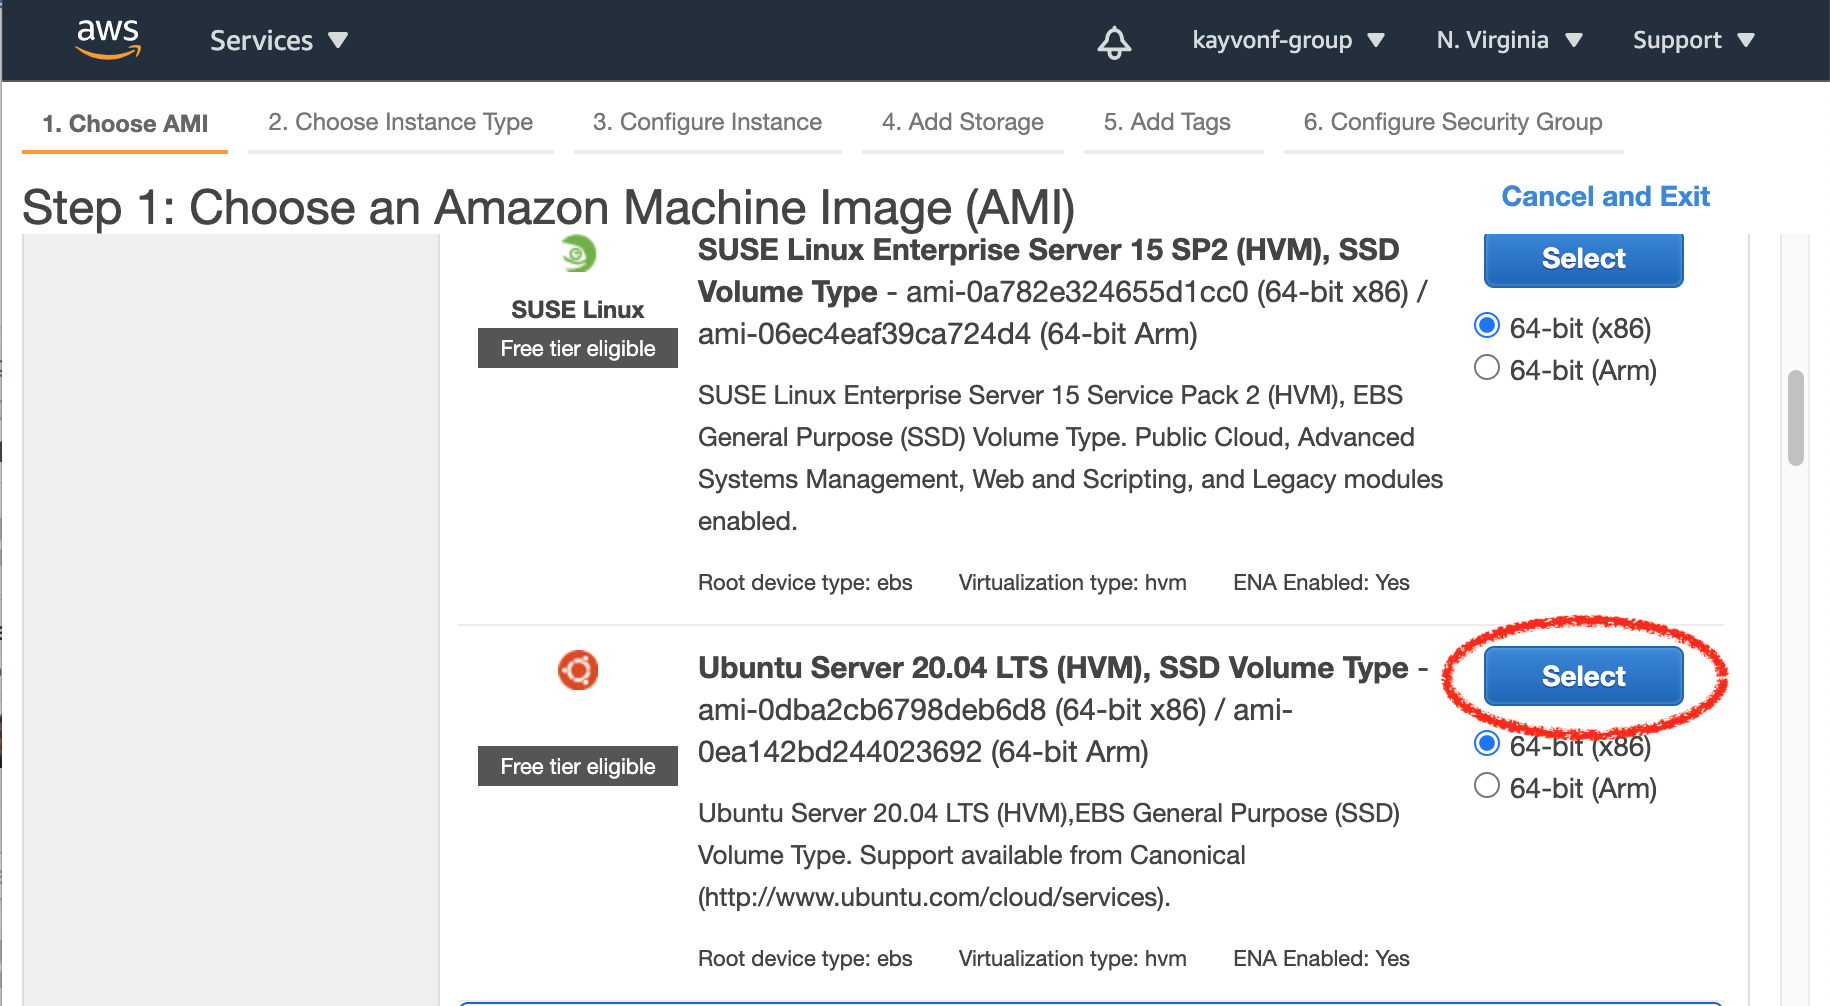 aws Services kayvonf-group N. Virginia Support
1. Choose AMI 2. Choose Instance Type 3. Configure Instance 4. Add Storage 5. Add Tags 6. Configure Security Group
Step 1: Choose an Amazon Machine Image (AMI)
Cancel and Exit
SUSE Linux
Free tier eligible
SUSE Linux Enterprise Server 15 SP2 (HVM), SSD
Volume Type - ami-0a782e324655d1cc0 (64-bit x86) /
ami-06ec4eaf39ca724d4 (64-bit Arm)
SUSE Linux Enterprise Server 15 Service Pack 2 (HVM), EBS
General Purpose (SSD) Volume Type. Public Cloud, Advanced
Systems Management, Web and Scripting, and Legacy modules
enabled.
Root device type: ebs Virtualization type: hvm ENA Enabled: Yes
Select
64-bit (x86)
64-bit (Arm)
Free tier eligible
Ubuntu Server 20.04 LTS (HVM), SSD Volume Type -
ami-0dba2cb6798deb6d8 (64-bit x86) / ami-
0ea142bd244023692 (64-bit Arm)
Ubuntu Server 20.04 LTS (HVM),EBS General Purpose (SSD)
Volume Type. Support available from Canonical
(http://www.ubuntu.com/cloud/services).
Root device type: ebs Virtualization type: hvm ENA Enabled: Yes
Select
64-bit (x86)
64-bit (Arm)